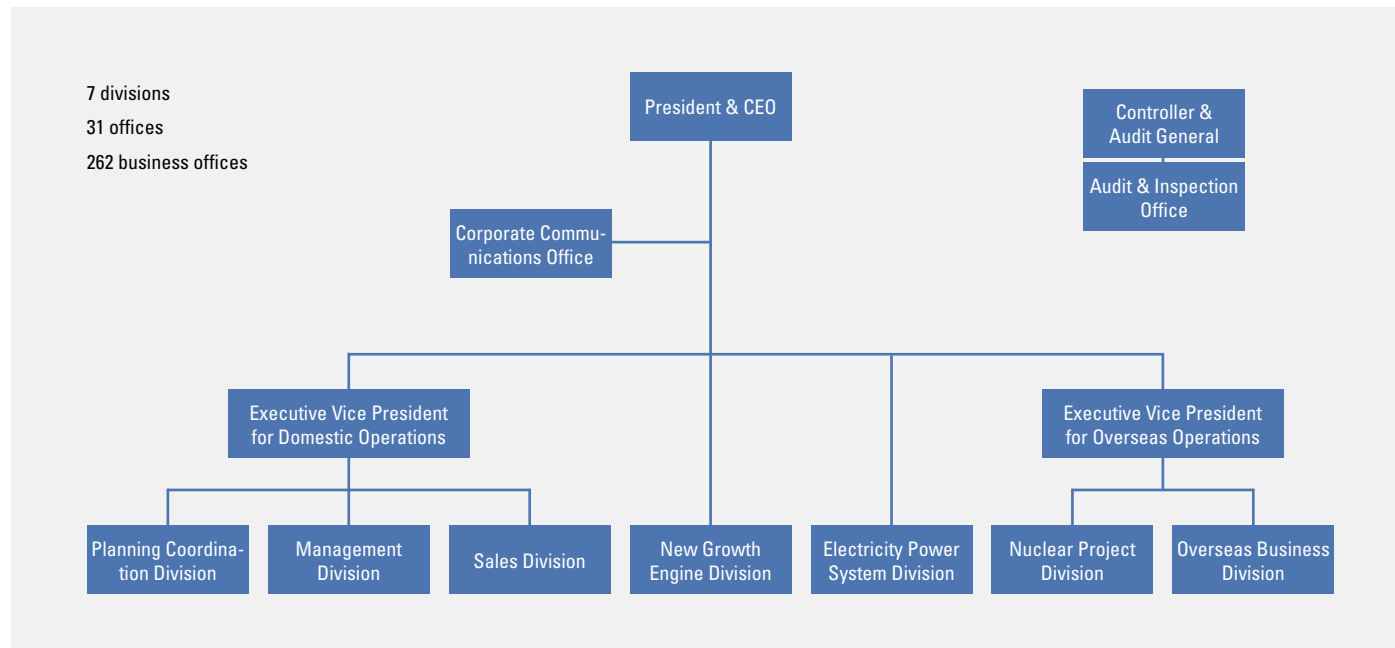 7 divisions
31 offices
262 business offices
President & CEO
Controller &
Audit General
Audit & Inspection
Office
Corporate Commu-
nications Office
Executive Vice President
for Domestic Operations
Executive Vice President
for Overseas Operations
Planning Coordina-
tion Division
Management
Division
Sales Division
New Growth
Engine Division
Electricity Power
System Division
Nuclear Project
Division
Overseas Business
Division